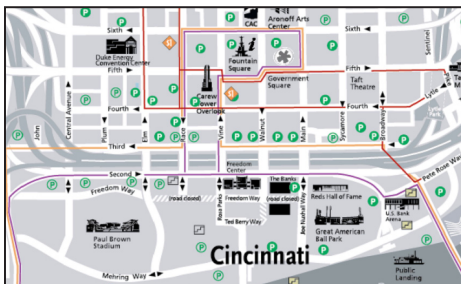 CAC
Aronoff Arts
Center
Sixth
Sixth
Sentinel
Duke Energy
Convention Center
Fountain
Square
Fifth
Fifth
Carew
Tower
Overlook
Government
Square
Taft
Theatre
Lytle
Fourth
Fourth
John
Central Avenue
Plum
Elm
Race
Vine
Walnut
Main
Sycamore
Broadway
Third
Second
Freedom Way
Freedom
Center
(road closed)
Rosa Parks
Freedom Way
Ted Berry Way
The Banks
(road closed)
Joe Nuxhall Way
Reds Hall of Fame
Great American
Ball Park
U.S. Bank
Arena
Pete Rose Way
Paul Brown
Stadium
Cincinnati
Mehring Way
Public
Landing